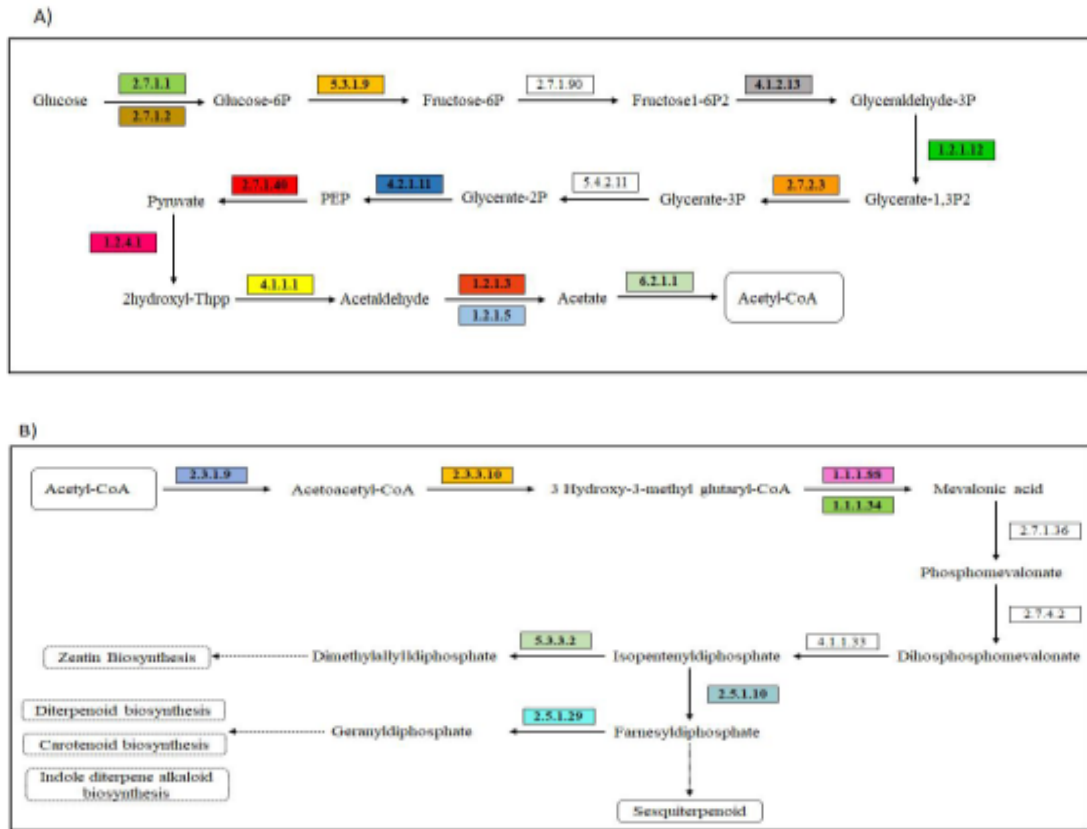 A)
2.7.1.1
5.3.1.9
2.7.1.90
4.1.2.13
Glucose
Glucose-6P
Fructose-6P
Fructose1-6P2
Glyceraldehyde-3P
2.7.1.2
1.2.1.12
2.7.1.40
4.2.1.11
5.4.2.11
2.7.2.3
Pyruvate
PEP
Glycerate-2P
Glycerate-3P
Glycerate-1,3P2
1.2.4.1
4.1.1.1
1.2.1.3
6.2.1.1
2hydroxyl-Thpp
Acetaldehyde
Acetate
Acetyl-CoA
1.2.1.5
B)
2.3.1.9
2.3.3.10
1.1.1.88
Acetyl-CoA
Acetoacetyl-CoA
3 Hydroxy-3-methyl glutaryl-CoA
Mevalonic acid
1.1.1.34
2.7.1.36
Phosphomevalonate
2.7.4.2
5.3.3.2
4.1.1.33
Zeatin Biosynthesis
Dimethylallylldiphosphate
Isopentenyldiphosphate
Dihosphosphomevalonate
2.5.1.10
Diterpenoid biosynthesis
2.5.1.29
Geranyldiphosphate
Farnesyldiphosphate
Carotenoid biosynthesis
Indole diterpene alkaloid
biosynthesis
Sesquiterpenoid